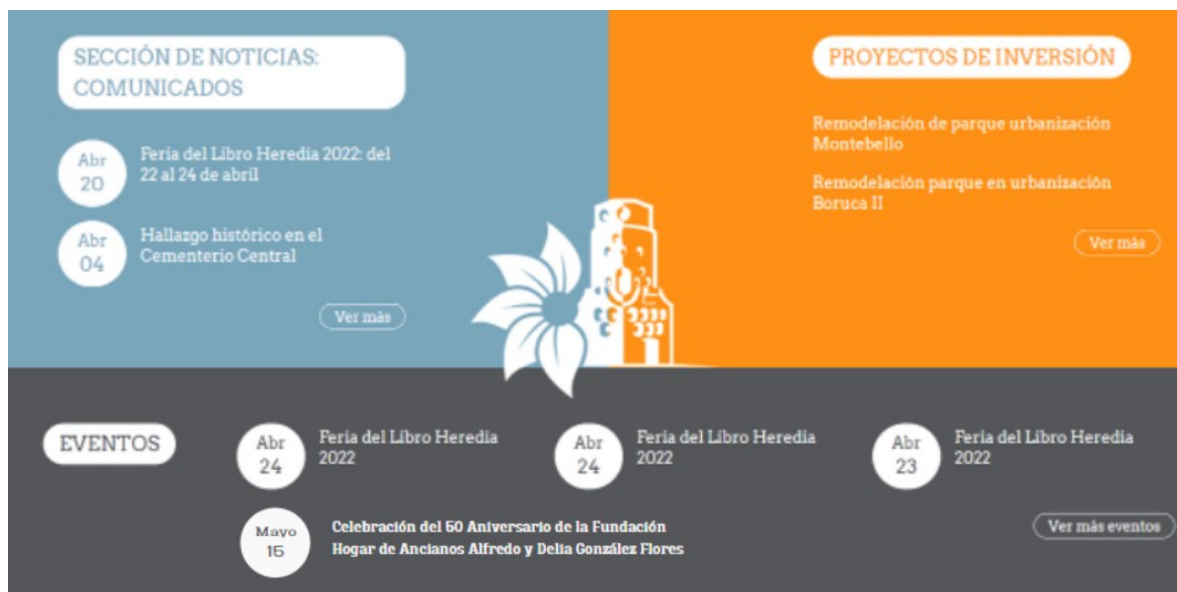 SECCIÓN DE NOTICIAS:
COMUNICADOS
Abr
20
Feria del Libro Heredia 2022: del
22 al 24 de abril
Abr
04
Hallazgo histórico en el
Cementerio Central
Ver más
PROYECTOS DE INVERSIÓN
Remodelación de parque urbanización
Montebello
Remodelación parque en urbanización
Boruca II
Ver más
EVENTOS
Abr
24
Feria del Libro Heredia
2022
Abr
24
Feria del Libro Heredia
2022
Abr
23
Feria del Libro Heredia
2022
Mayo
15
Celebración del 50 Aniversario de la Fundación
Hogar de Ancianos Alfredo y Delia González Flores
Ver más eventos